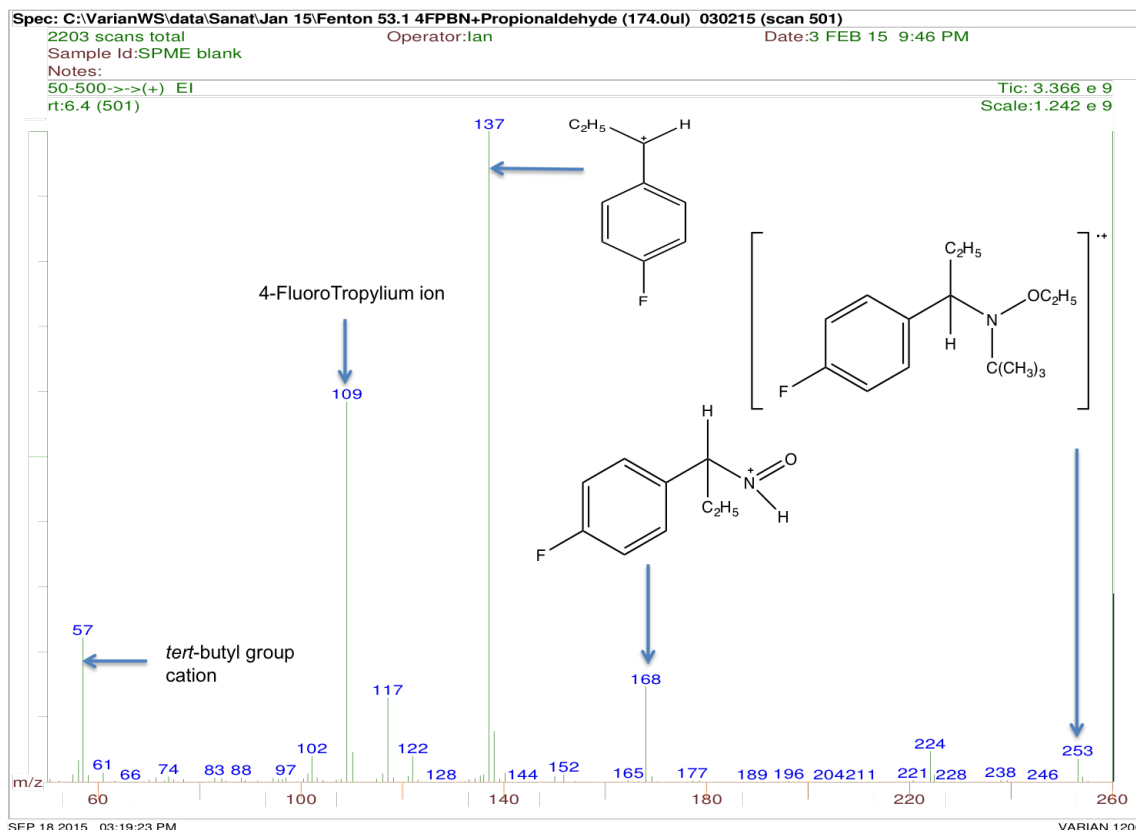 Spec: C:\VarianWS\data\Sanat\Jan 15\Fenton 53.1 4FPBN+Propionaldehyde (174.0ul)  030215 (scan 501)
2203 scans total Operator:Ian Date:3 FEB 15  9:46 PM
Sample Id:SPME blank
Notes:
50-500->->(+)  EI Tic: 3.366 e 9
rt:6.4 (501) Scale:1.242 e 9
137
C₂H₅ H
+
F
C₂H₅
•+
OC₂H₅
N
H
C(CH₃)₃
F
4-FluoroTropylium ion
109
H
O
+
N
C₂H₅
H
F
57
tert-butyl group
cation
168
117
102 122 224 253
61 66 74 83 88 97 128 144 152 165 177 189 196 204 211 221 228 238 246
m/z 60 100 140 180 220 260
SEP 18 2015   03:19:23 PM